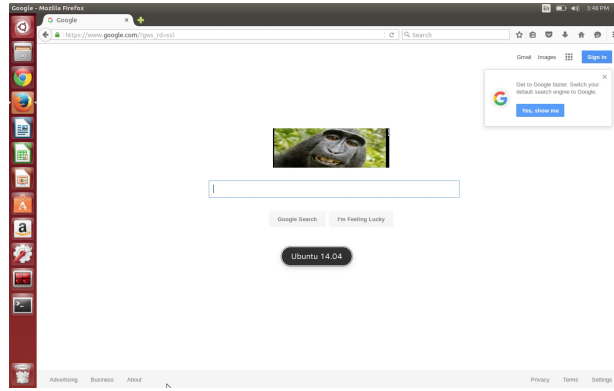 Google - Mozilla Firefox
En
3:48 PM
Google
https://www.google.com/?gws_rd=ssl
Search
Gmail Images Sign in
Get to Google faster. Switch your
default search engine to Google.
Yes, show me
Google Search I'm Feeling Lucky
Ubuntu 14.04
Advertising Business About Privacy Terms Settings